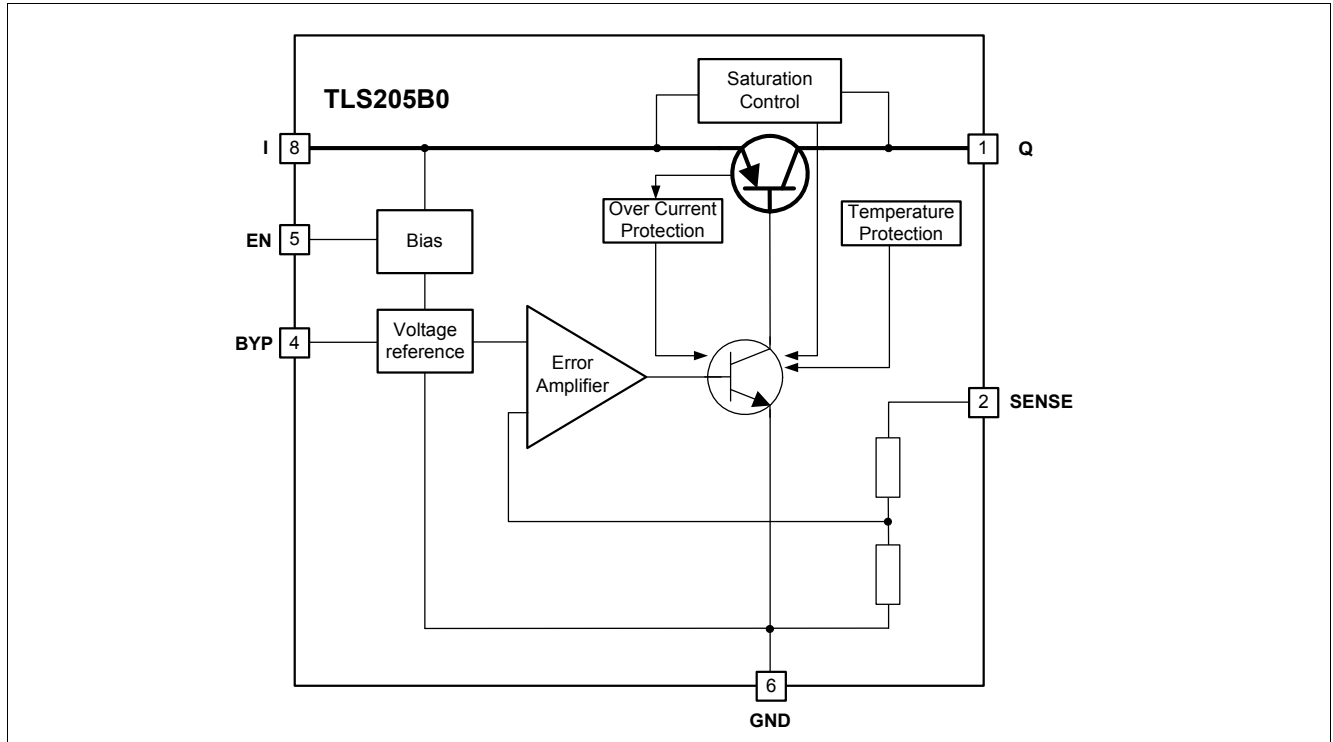 TLS205B0
Saturation
Control
I
8
1
Q
Over Current
Protection
Temperature
Protection
EN
5
Bias
BYP
4
Voltage
reference
Error
Amplifier
2
SENSE
6
GND